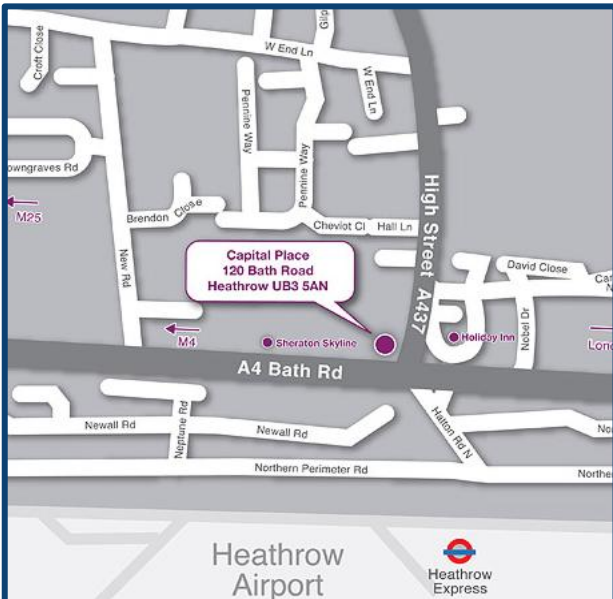 Croft Close
Gilp
W End Ln
W End Ln
Pennine Way
Pennine Way
owngraves Rd
M25
Brendon Close
Cheviot Cl
Hall Ln
High Street A437
New Rd
Capital Place
120 Bath Road
Heathrow UB3 5AN
David Close
Nobel Dr
M4
Sheraton Skyline
Holiday Inn
Lon
A4 Bath Rd
Hatton Rd N
Newall Rd
Neptune Rd
Newall Rd
Northern Perimeter Rd
Northe
Heathrow
Airport
Heathrow
Express